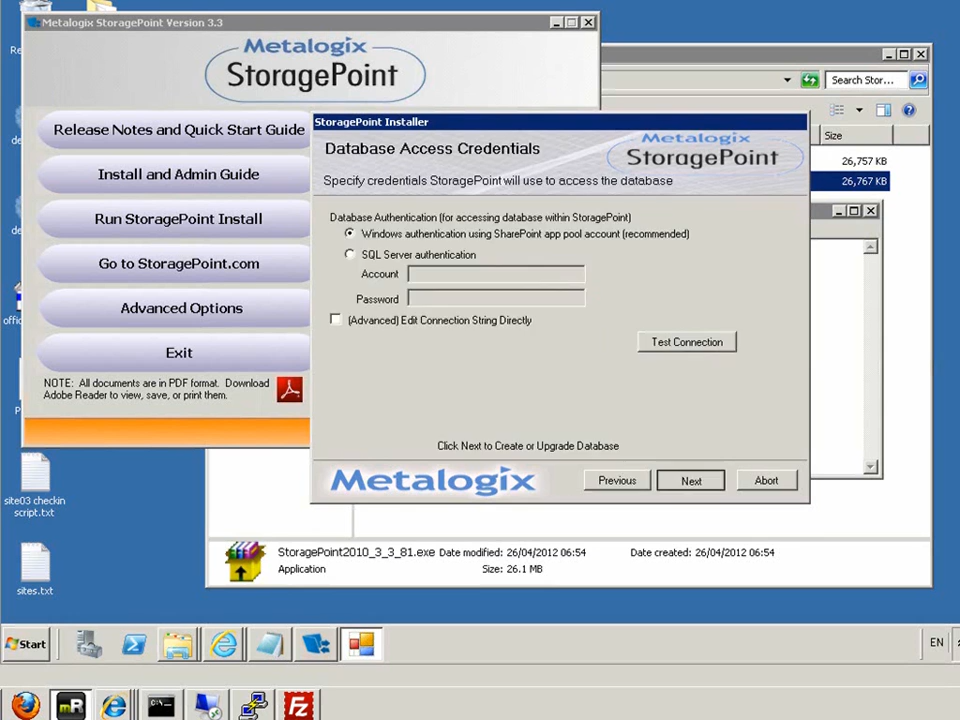 Metalogix StoragePoint Version 3.3
Metalogix
StoragePoint
Search Stor...
Release Notes and Quick Start Guide
Install and Admin Guide
Run StoragePoint Install
Go to StoragePoint.com
Advanced Options
Exit
NOTE: All documents are in PDF format. Download
Adobe Reader to view, save, or print them.
StoragePoint Installer
Database Access Credentials
Metalogix
StoragePoint
Specify credentials StoragePoint will use to access the database
Database Authentication (for accessing database within StoragePoint)
Windows authentication using SharePoint app pool account (recommended)
SQL Server authentication
Account
Password
(Advanced) Edit Connection String Directly
Test Connection
Click Next to Create or Upgrade Database
Metalogix
Previous
Next
Abort
Size
26,757 KB
26,767 KB
site03 checkin
script.txt
sites.txt
StoragePoint2010_3_3_81.exe Date modified: 26/04/2012 06:54 Date created: 26/04/2012 06:54
Application Size: 26.1 MB
Start
EN
mR
C:\
FZ